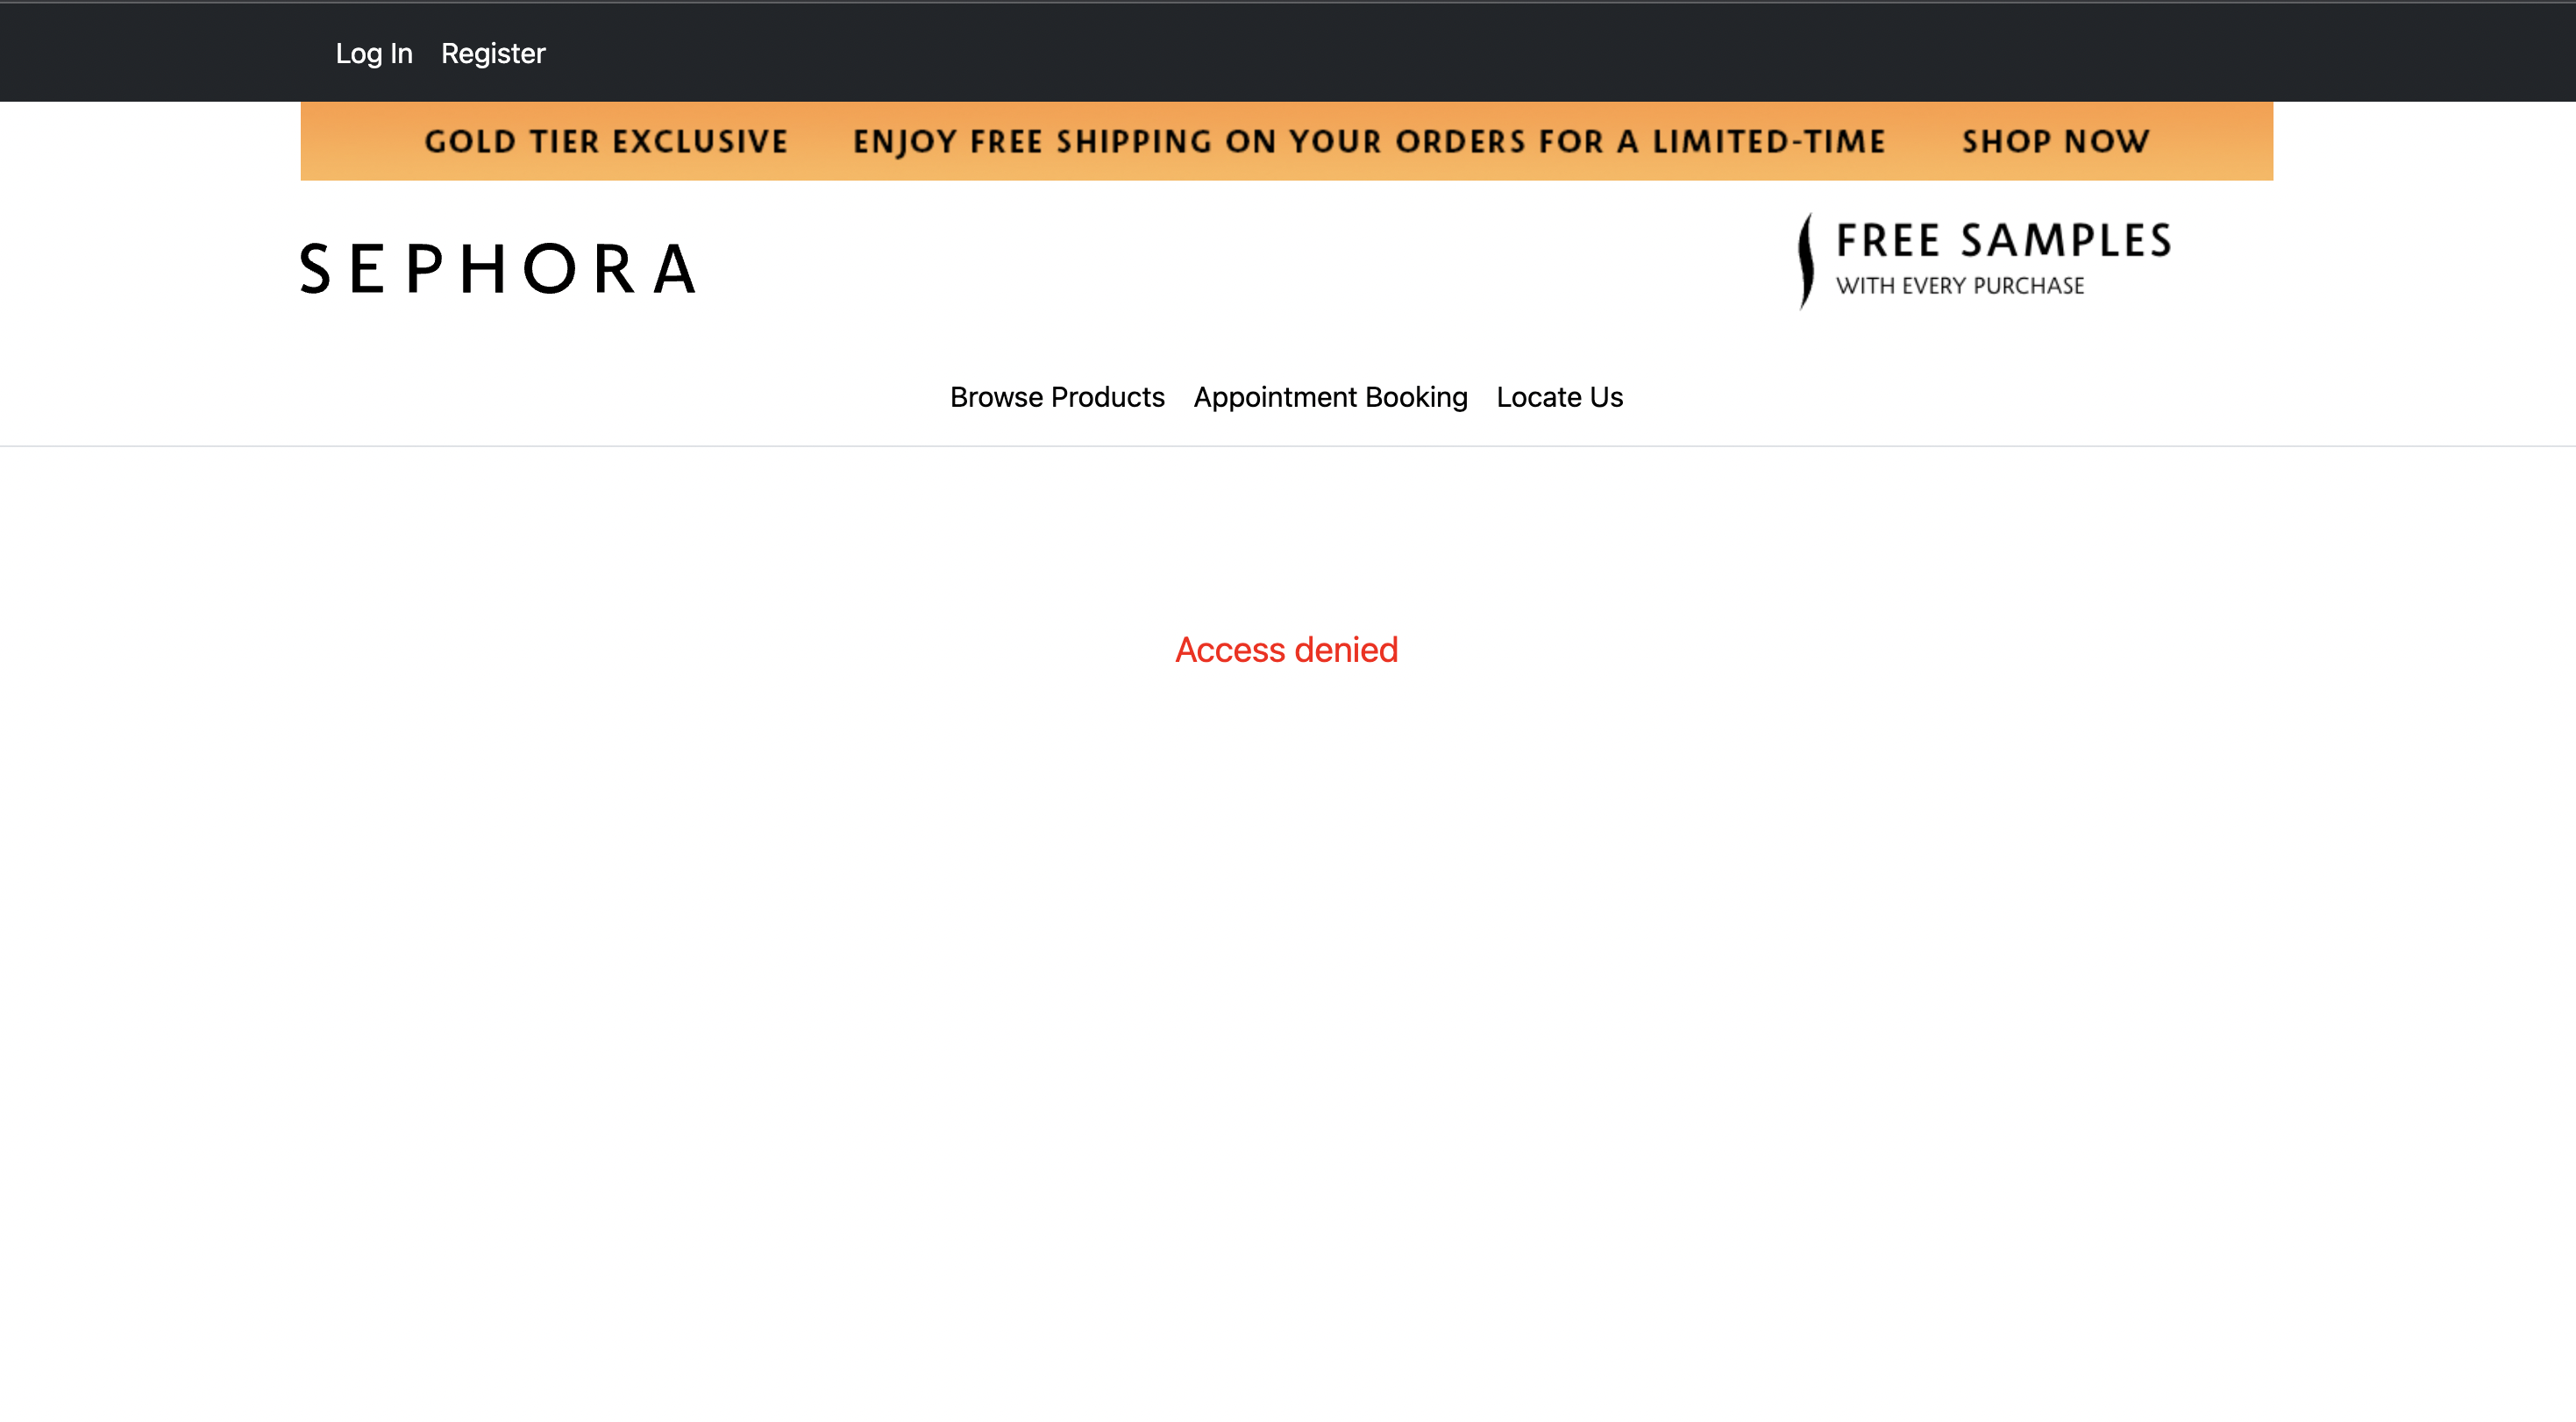 Log In Register
GOLD TIER EXCLUSIVE ENJOY FREE SHIPPING ON YOUR ORDERS FOR A LIMITED-TIME SHOP NOW
SEPHORA
FREE SAMPLES
WITH EVERY PURCHASE
Browse Products Appointment Booking Locate Us
Access denied